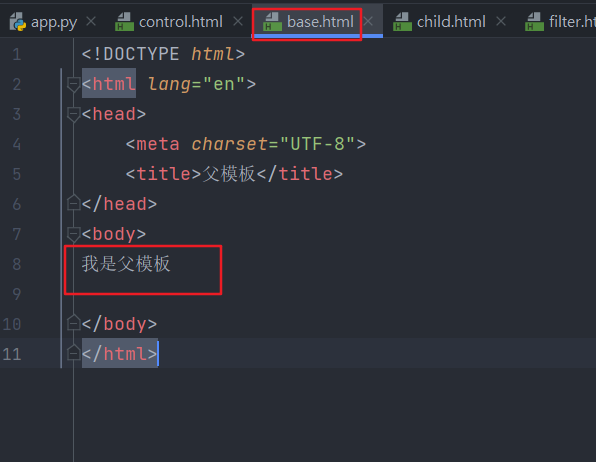 app.py control.html base.html child.html filter.h
1 <!DOCTYPE html>
2 <html lang="en">
3 <head>
4 <meta charset="UTF-8">
5 <title>父模板</title>
6 </head>
7 <body>
8 我是父模板
9
10 </body>
11 </html>